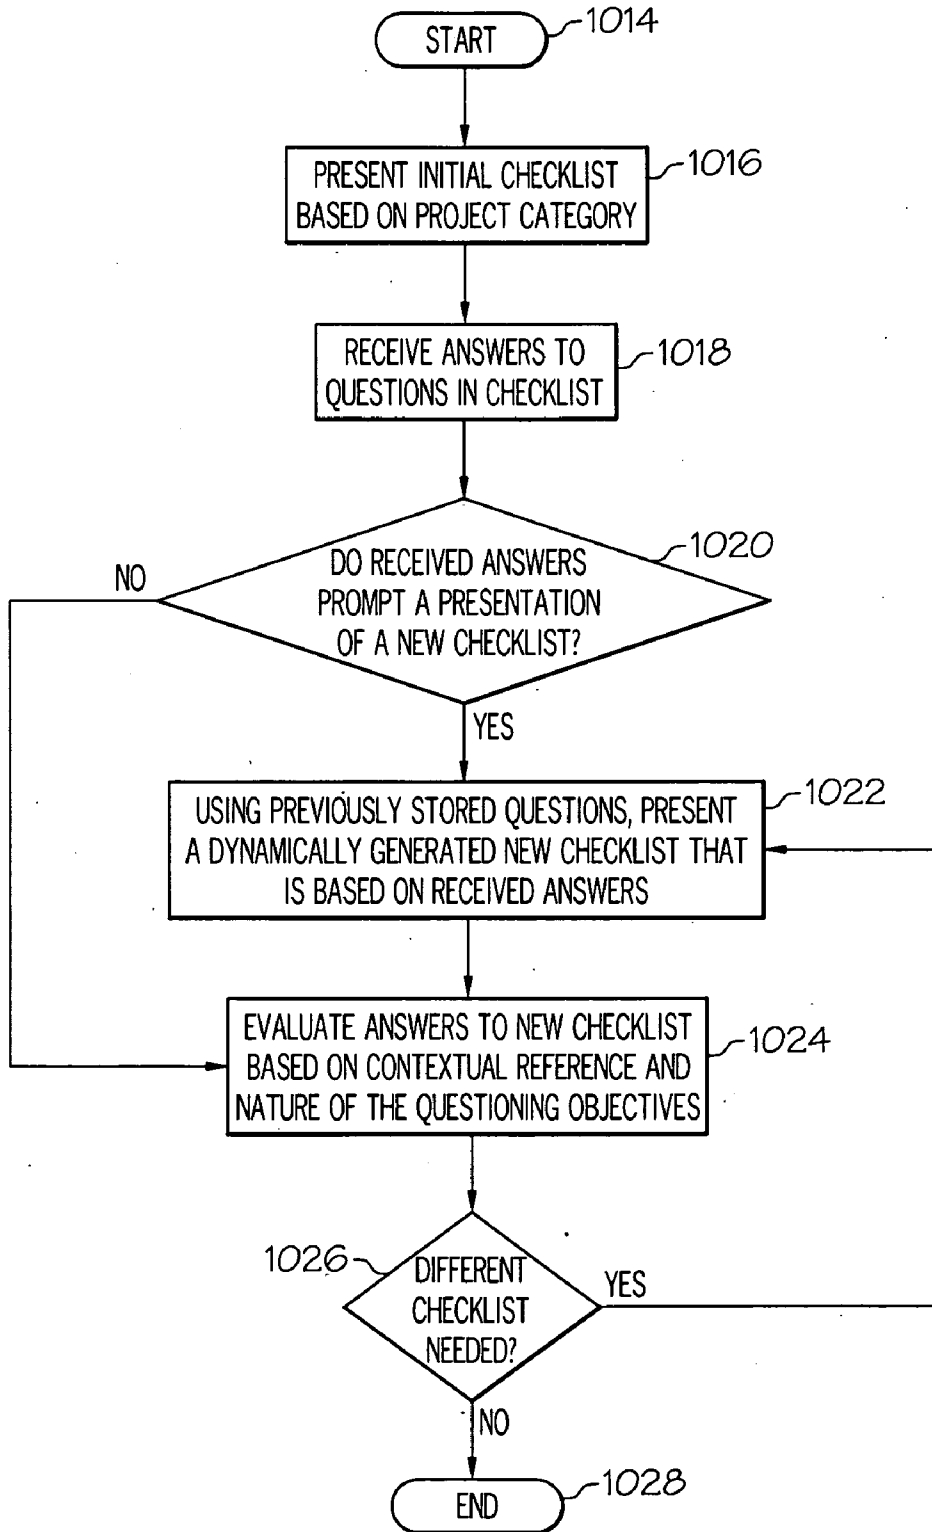 START
1014
PRESENT INITIAL CHECKLIST
BASED ON PROJECT CATEGORY
1016
RECEIVE ANSWERS TO
QUESTIONS IN CHECKLIST
1018
DO RECEIVED ANSWERS
PROMPT A PRESENTATION
OF A NEW CHECKLIST?
1020
NO
YES
USING PREVIOUSLY STORED QUESTIONS, PRESENT
A DYNAMICALLY GENERATED NEW CHECKLIST THAT
IS BASED ON RECEIVED ANSWERS
1022
EVALUATE ANSWERS TO NEW CHECKLIST
BASED ON CONTEXTUAL REFERENCE AND
NATURE OF THE QUESTIONING OBJECTIVES
1024
1026
DIFFERENT
CHECKLIST
NEEDED?
YES
NO
END
1028